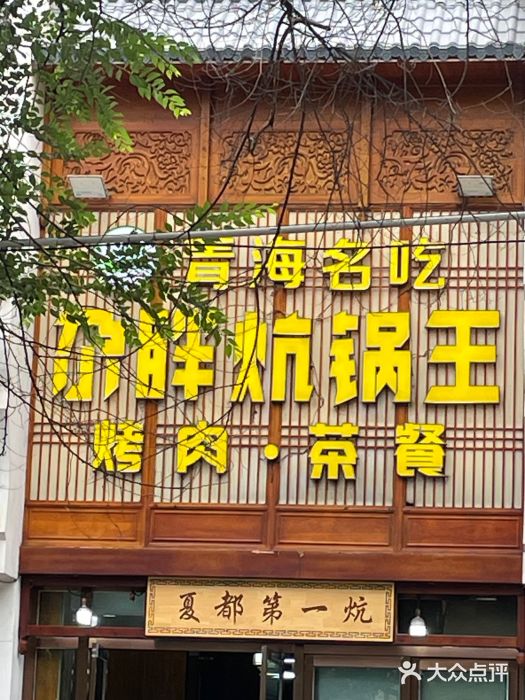 青海名吃
尕胖炕锅王
烤肉·茶餐
夏都第一炕
大众点评